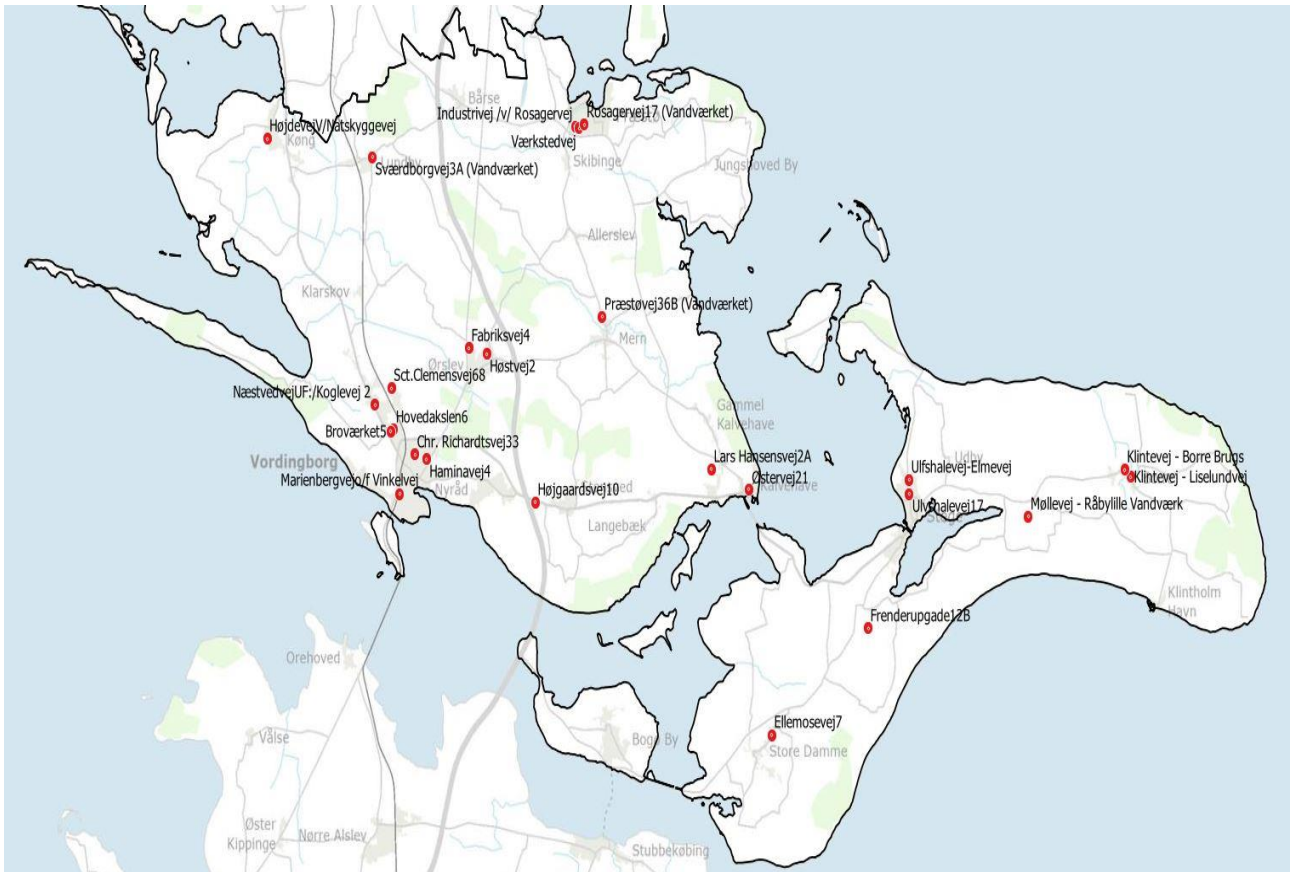 Bårse
Industrivej /v/ Rosagervej
Rosagervej17 (Vandværket)
Værkstedvej
HøjdevejV/Natskyggevej
Køng
Lundby
Sværdborgvej3A (Vandværket)
Skibinge
Jungshoved By
Allerslev
Klarskov
Præstøvej36B (Vandværket)
Mern
Fabriksvej4
Høstvej2
Ørslev
Sct.Clemensvej68
NæstvedvejUF:/Koglevej 2
Hovedakslen6
Broværket5
Chr. Richardtsvej33
Haminavej4
Vordingborg
Marienbergvejo/f Vinkelvej
Nyråd
Højgaardsvej10
Langebæk
Gammel
Kalvehave
Lars Hansensvej2A
Østervej21
Kalvehave
Udby
Ulfshalevej-Elmevej
Ulvshalevej17
Stege
Klintevej - Borre Brugs
Klintevej - Liselundvej
Møllevej - Råbylille Vandværk
Klintholm
Havn
Frenderupgade12B
Ellemosevej7
Store Damme
Bogø By
Orehoved
Vålse
Øster
Kippinge
Nørre Alslev
Stubbekøbing